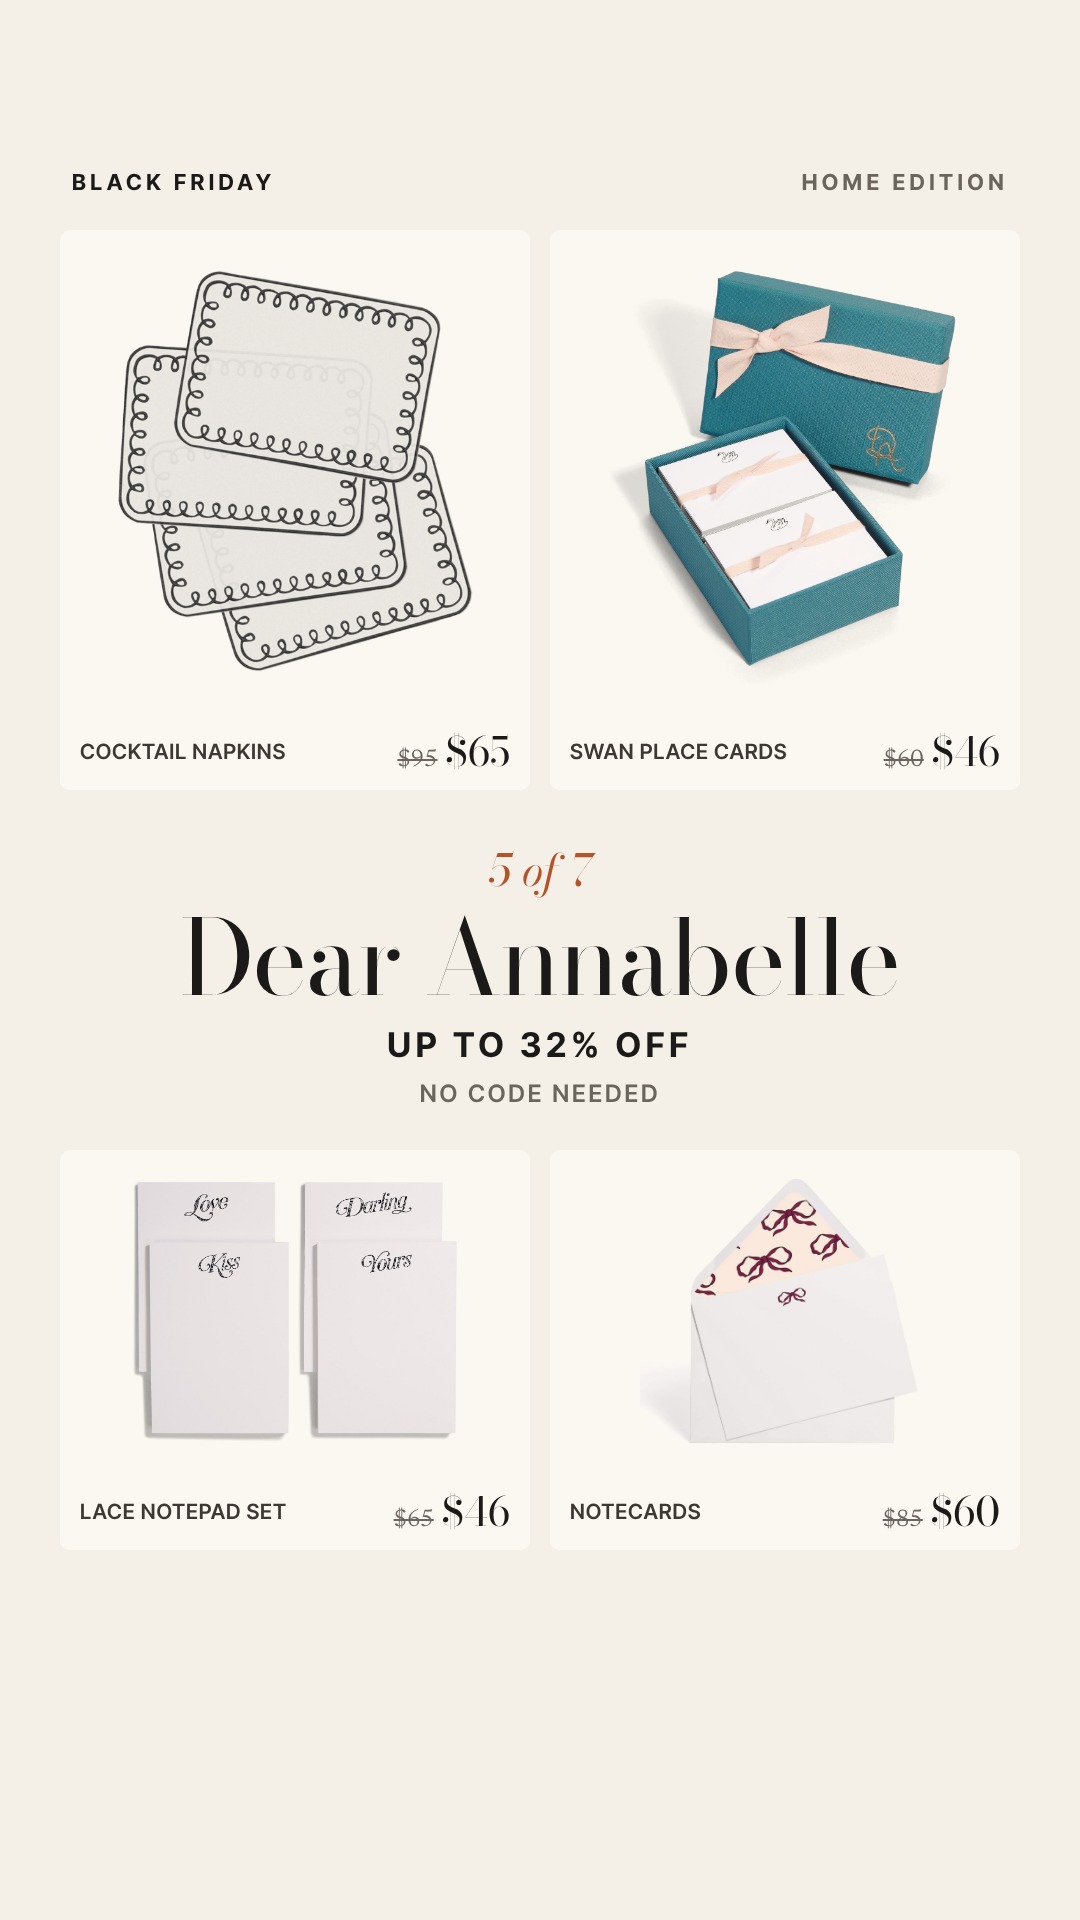 BLACK FRIDAY
HOME EDITION
COCKTAIL NAPKINS
$95 $65
SWAN PLACE CARDS
$60 $46
5 of 7
Dear Annabelle
UP TO 32% OFF
NO CODE NEEDED
Love
Darling
Kiss
Yours
LACE NOTEPAD SET
$65 $46
NOTECARDS
$85 $60